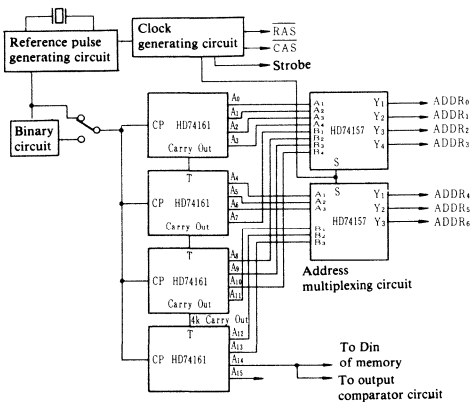 Reference pulse
generating circuit
Clock
generating circuit
RAS
CAS
Strobe
Binary
circuit
CP HD74161
Carry Out
A0
A1
A2
A3
T
CP HD74161
Carry Out
A4
A5
A6
A7
T
CP HD74161
Carry Out
A8
A9
A10
A11
4k Carry Out
T
CP HD74161
A12
A13
A14
A15
A1
A2
A3
A4
B1
B2
B3
B4
HD74157
S
Y1
Y2
Y3
Y4
ADDR0
ADDR1
ADDR2
ADDR3
S
A1
A2
A3
B1
B2
B3
HD74157
Y1
Y2
Y3
ADDR4
ADDR5
ADDR6
Address
multiplexing circuit
To Din
of memory
To output
comparator circuit